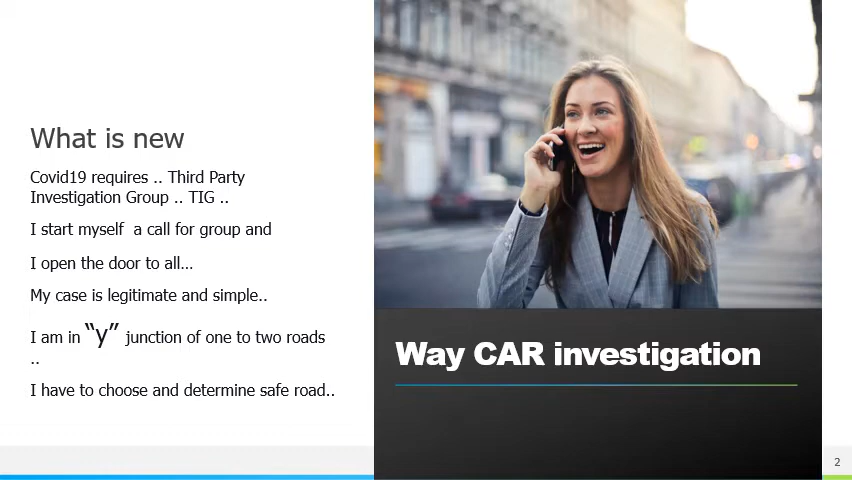 What is new
Covid19 requires .. Third Party
Investigation Group .. TIG ..
I start myself  a call for group and
I open the door to all…
My case is legitimate and simple..
I am in “y” junction of one to two roads
..
I have to choose and determine safe road..
Way CAR investigation
2